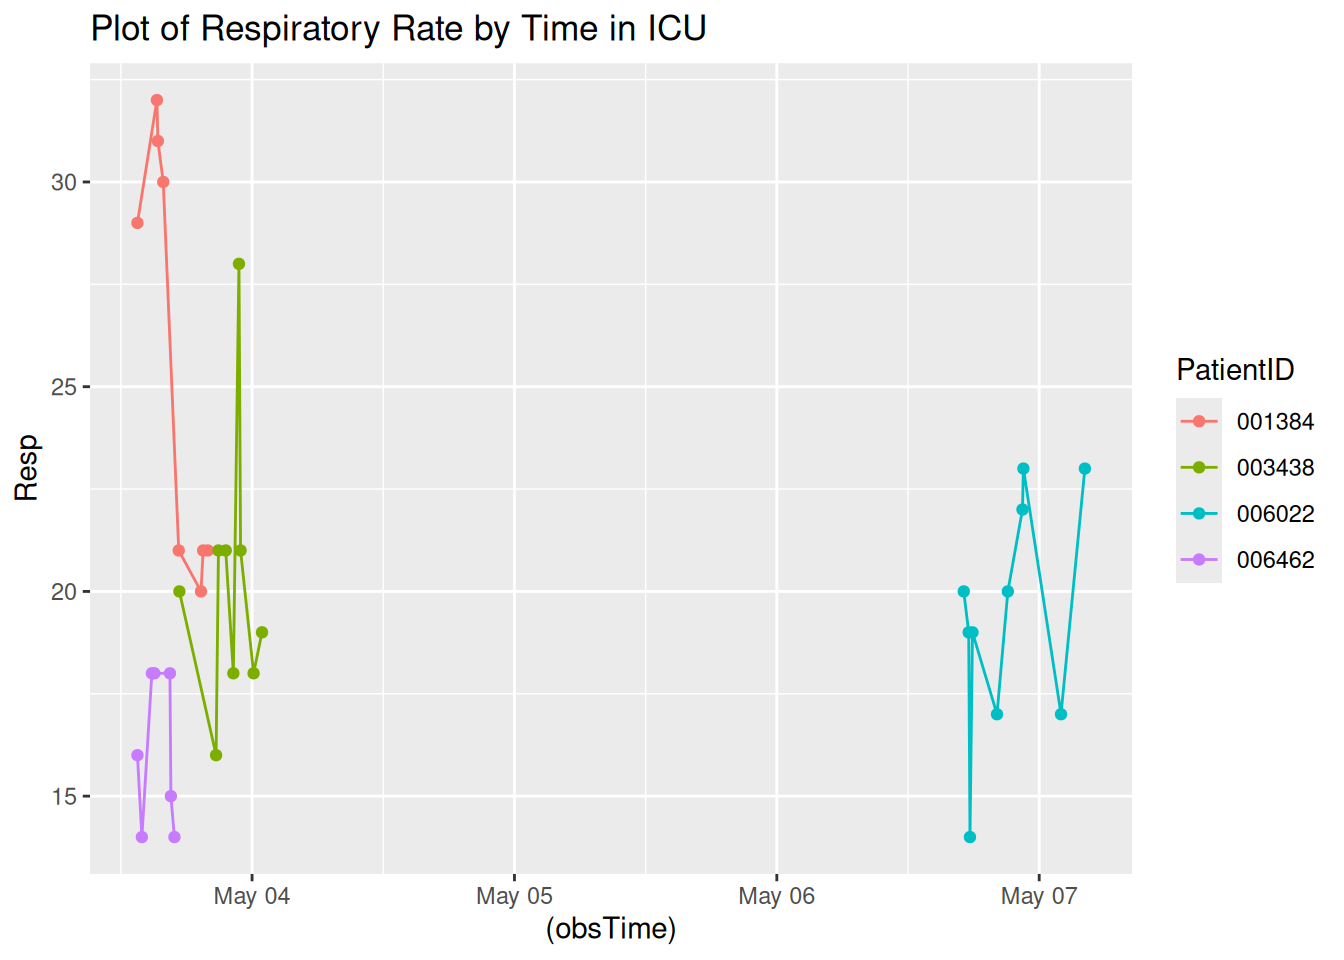 Plot of Respiratory Rate by Time in ICU
30
25
20
15
Resp
May 04
May 05
May 06
May 07
(obsTime)
PatientID
001384
003438
006022
006462